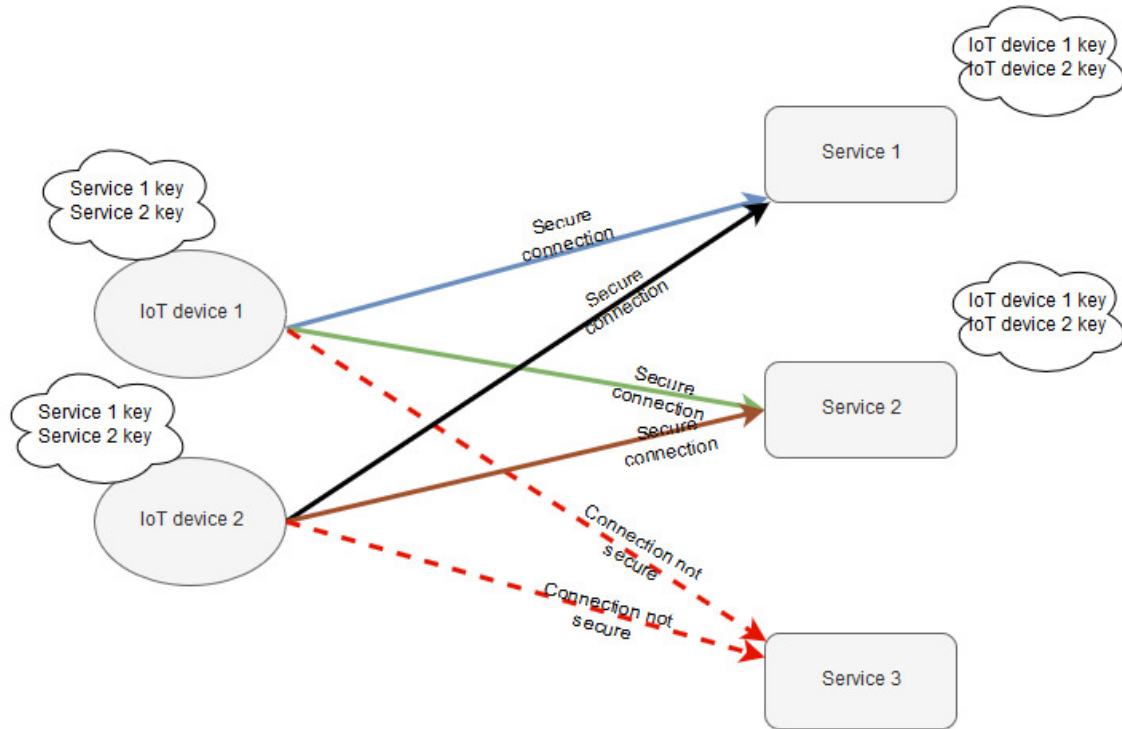 IoT device 1 key
IoT device 2 key
Service 1
Service 1 key
Service 2 key
Secure
connection
IoT device 1
Secure
connection
IoT device 1 key
IoT device 2 key
Secure
connection
Service 2
Service 1 key
Service 2 key
Secure
connection
IoT device 2
Connection not
secure
Connection not
secure
Service 3